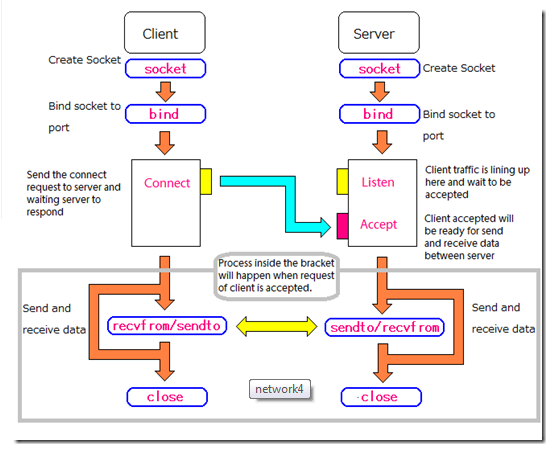 Client
Server
Create Socket
socket
socket
Create Socket
Bind socket to
port
bind
bind
Bind socket to
port
Send the connect
request to server and
waiting server to
respond
Connect
Listen
Accept
Client traffic is lining up
here and wait to be
accepted
Client accepted will
be ready for send
and receive data
between server
Process inside the bracket
will happen when request
of client is accepted.
Send and
receive data
recvfrom/sendto
sendto/recvfrom
Send and
receive data
close
network4
close